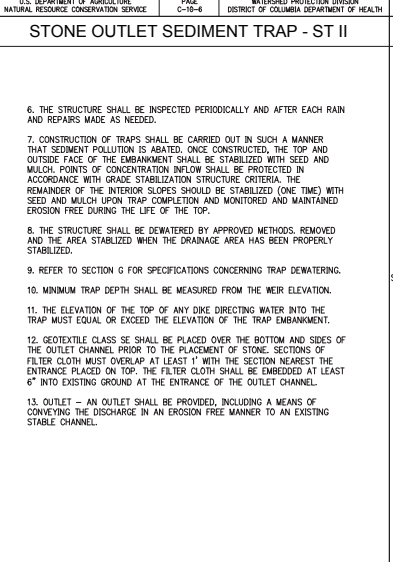 U.S. DEPARTMENT OF AGRICULTURE
NATURAL RESOURCE CONSERVATION SERVICE
PAGE
C-10-6
WATERSHED PROTECTION DIVISION
DISTRICT OF COLUMBIA DEPARTMENT OF HEALTH
STONE OUTLET SEDIMENT TRAP - ST II
6. THE STRUCTURE SHALL BE INSPECTED PERIODICALLY AND AFTER EACH RAIN
AND REPAIRS MADE AS NEEDED.
7. CONSTRUCTION OF TRAPS SHALL BE CARRIED OUT IN SUCH A MANNER
THAT SEDIMENT POLLUTION IS ABATED. ONCE CONSTRUCTED, THE TOP AND
OUTSIDE FACE OF THE EMBANKMENT SHALL BE STABILIZED WITH SEED AND
MULCH. POINTS OF CONCENTRATION INFLOW SHALL BE PROTECTED IN
ACCORDANCE WITH GRADE STABILIZATION STRUCTURE CRITERIA. THE
REMAINDER OF THE INTERIOR SLOPES SHOULD BE STABILIZED (ONE TIME) WITH
SEED AND MULCH UPON TRAP COMPLETION AND MONITORED AND MAINTAINED
EROSION FREE DURING THE LIFE OF THE TOP.
8. THE STRUCTURE SHALL BE DEWATERED BY APPROVED METHODS. REMOVED
AND THE AREA STABLIZED WHEN THE DRAINAGE AREA HAS BEEN PROPERLY
STABILIZED.
9. REFER TO SECTION G FOR SPECIFICATIONS CONCERNING TRAP DEWATERING.
10. MINIMUM TRAP DEPTH SHALL BE MEASURED FROM THE WEIR ELEVATION.
11. THE ELEVATION OF THE TOP OF ANY DIKE DIRECTING WATER INTO THE
TRAP MUST EQUAL OR EXCEED THE ELEVATION OF THE TRAP EMBANKMENT.
12. GEOTEXTILE CLASS SE SHALL BE PLACED OVER THE BOTTOM AND SIDES OF
THE OUTLET CHANNEL PRIOR TO THE PLACEMENT OF STONE. SECTIONS OF
FILTER CLOTH MUST OVERLAP AT LEAST 1' WITH THE SECTION NEAREST THE
ENTRANCE PLACED ON TOP. THE FILTER CLOTH SHALL BE EMBEDDED AT LEAST
6" INTO EXISTING GROUND AT THE ENTRANCE OF THE OUTLET CHANNEL.
13. OUTLET – AN OUTLET SHALL BE PROVIDED, INCLUDING A MEANS OF
CONVEYING THE DISCHARGE IN AN EROSION FREE MANNER TO AN EXISTING
STABLE CHANNEL.